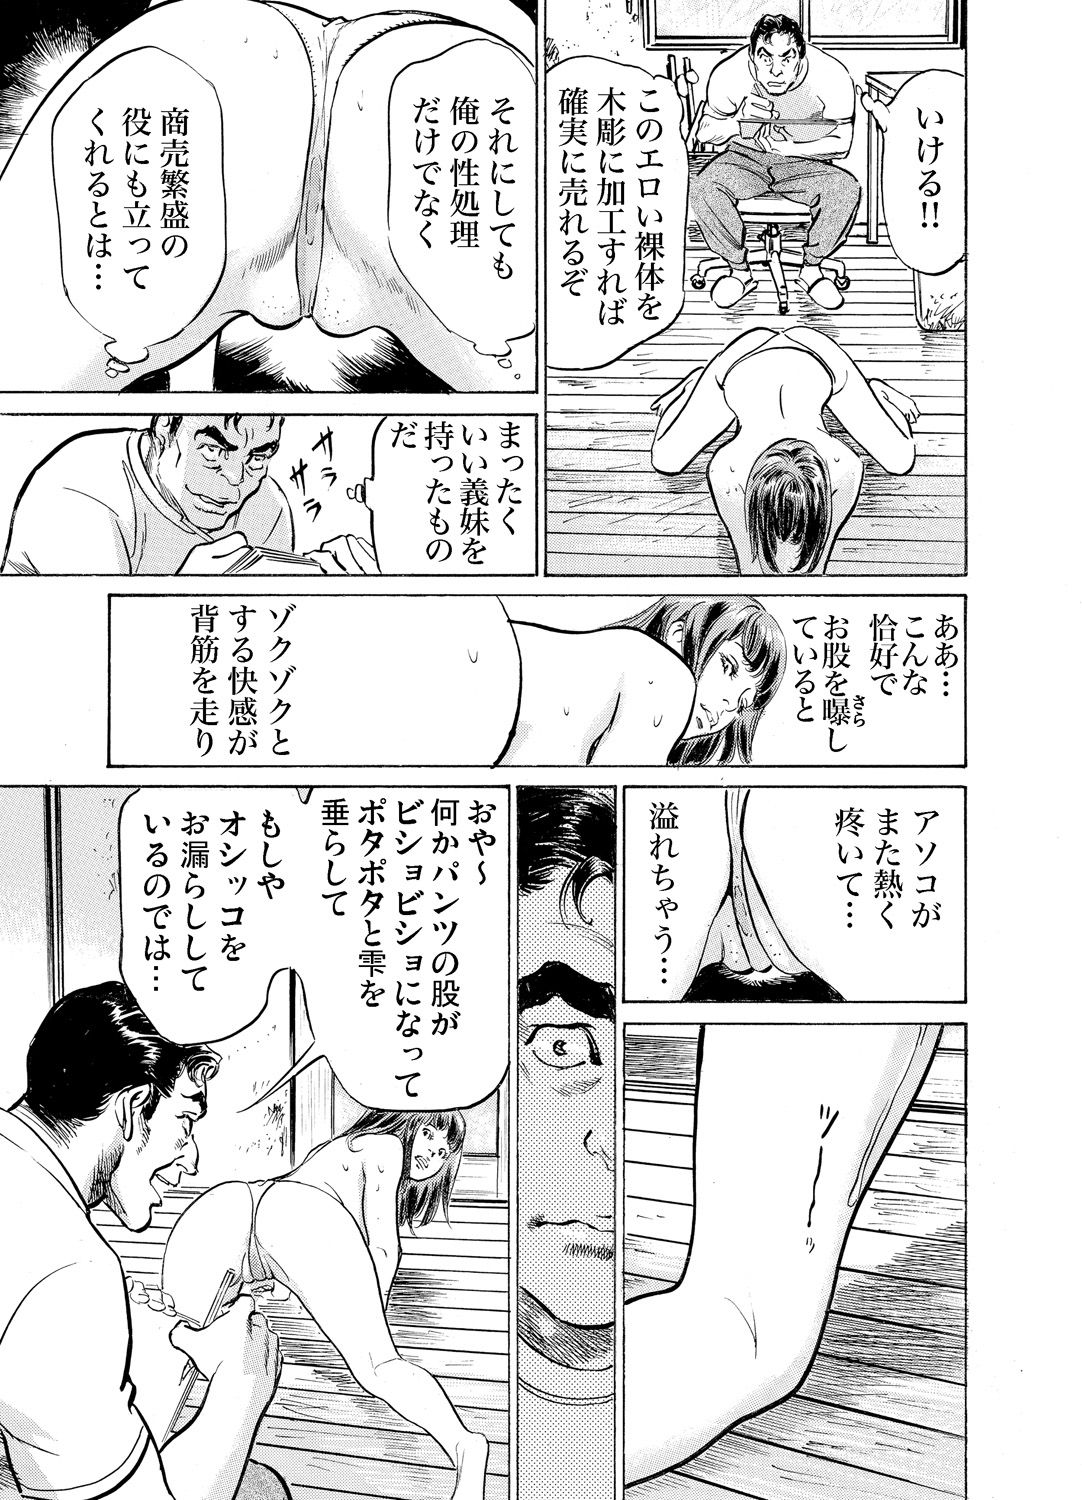 いける!!
このエロい裸体を
木彫に加工すれば
確実に売れるぞ
それにしても
俺の性処理
だけでなく
商売繁盛の
役にも立って
くれるとは…
まったく
いい義妹を
持ったもの
だ
サラ
サラ
ああ…
こんな
恰好で
お股を曝し
さら
ていると
ゾクゾクと
する快感が
背筋を走り
アソコが
また熱く
疼いて…
溢れちゃう…
ツー
おや～
何かパンツの股が
ビショビショになって
ポタポタと雫を
垂らして
もしや
オシッコを
お漏らしして
いるのでは…